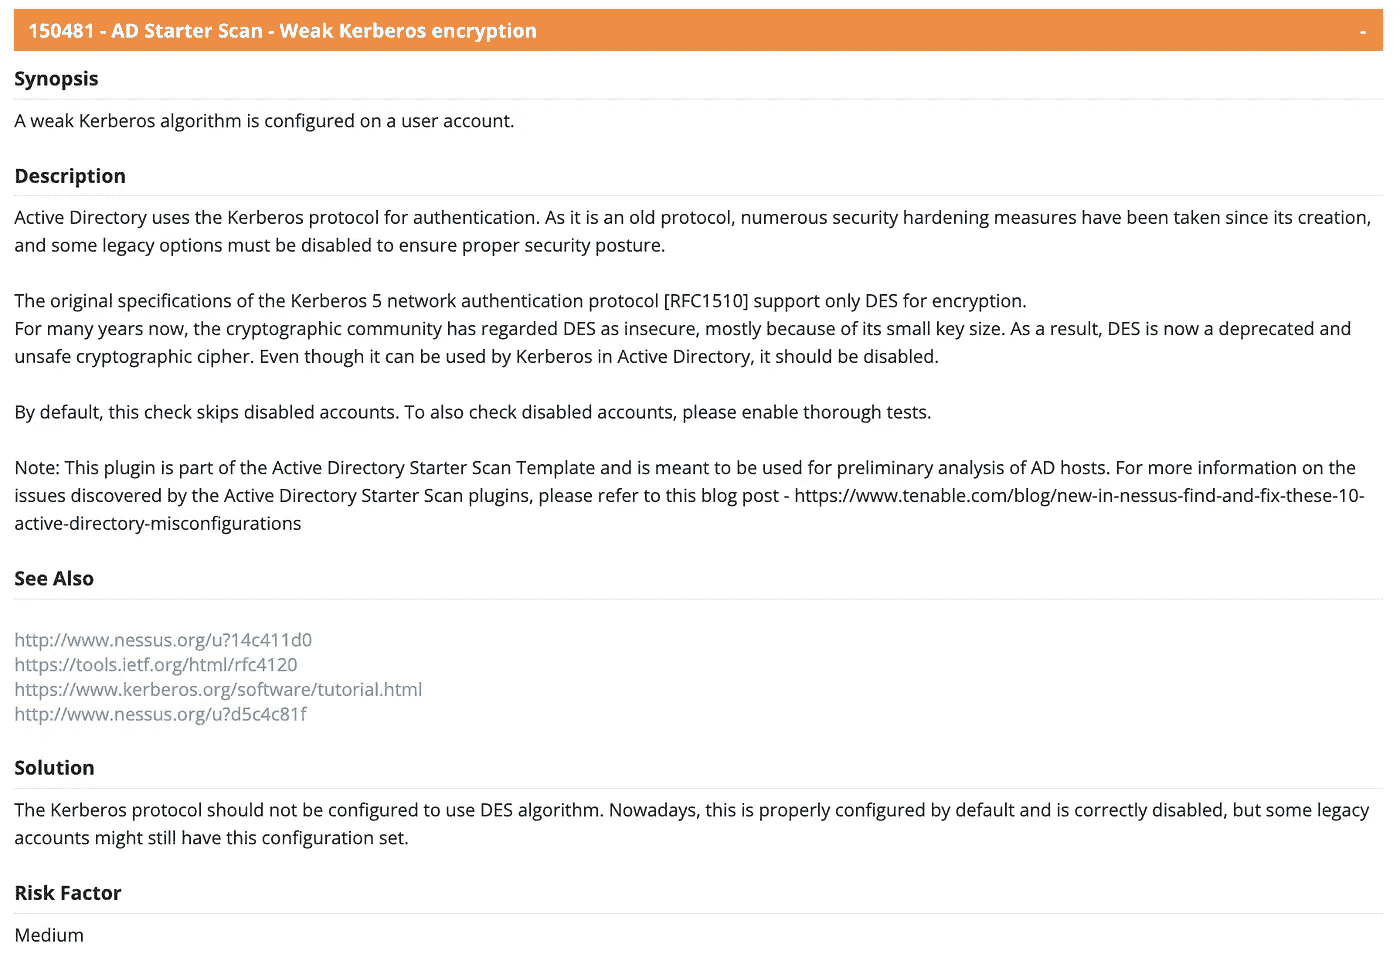 150481 - AD Starter Scan - Weak Kerberos encryption -
Synopsis
A weak Kerberos algorithm is configured on a user account.
Description
Active Directory uses the Kerberos protocol for authentication. As it is an old protocol, numerous security hardening measures have been taken since its creation,
and some legacy options must be disabled to ensure proper security posture.
The original specifications of the Kerberos 5 network authentication protocol [RFC1510] support only DES for encryption.
For many years now, the cryptographic community has regarded DES as insecure, mostly because of its small key size. As a result, DES is now a deprecated and
unsafe cryptographic cipher. Even though it can be used by Kerberos in Active Directory, it should be disabled.
By default, this check skips disabled accounts. To also check disabled accounts, please enable thorough tests.
Note: This plugin is part of the Active Directory Starter Scan Template and is meant to be used for preliminary analysis of AD hosts. For more information on the
issues discovered by the Active Directory Starter Scan plugins, please refer to this blog post - https://www.tenable.com/blog/new-in-nessus-find-and-fix-these-10-
active-directory-misconfigurations
See Also
http://www.nessus.org/u?14c411d0
https://tools.ietf.org/html/rfc4120
https://www.kerberos.org/software/tutorial.html
http://www.nessus.org/u?d5c4c81f
Solution
The Kerberos protocol should not be configured to use DES algorithm. Nowadays, this is properly configured by default and is correctly disabled, but some legacy
accounts might still have this configuration set.
Risk Factor
Medium